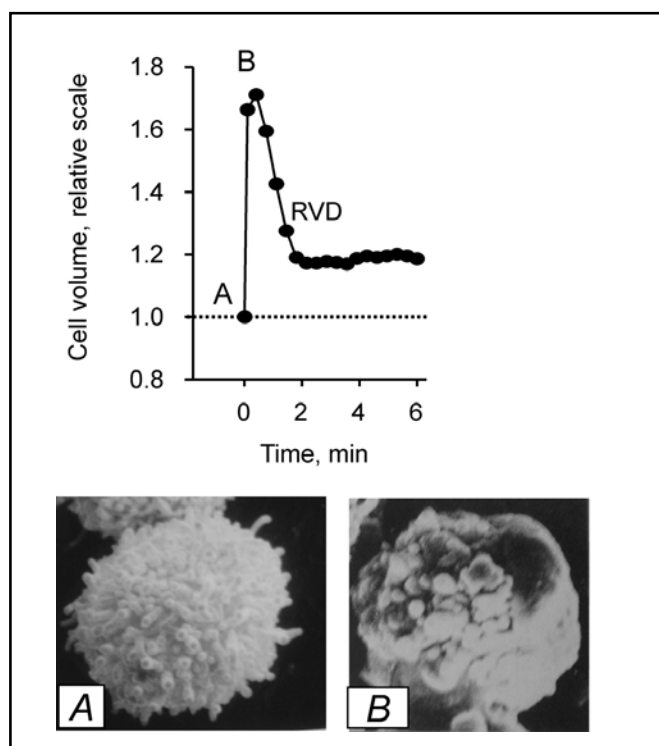 B
1.8
1.6
1.4
RVD
1.2
A
1.0
0.8
0 2 4 6
Time, min
Cell volume, relative scale
A
B